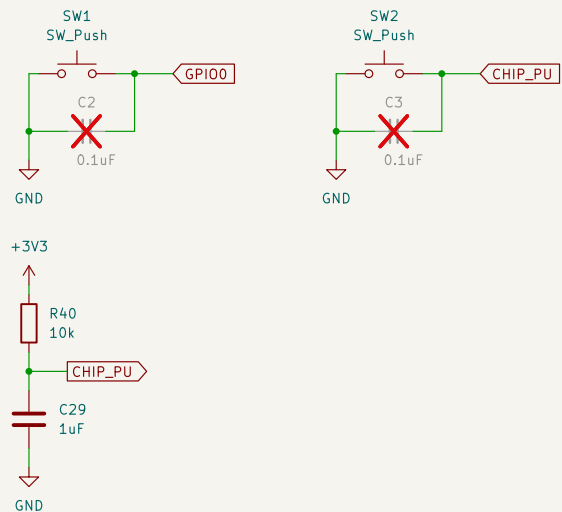 SW1
SW_Push
GPIO0
C2
0.1uF
GND
SW2
SW_Push
CHIP_PU
C3
0.1uF
GND
+3V3
R40
10k
CHIP_PU
C29
1uF
GND